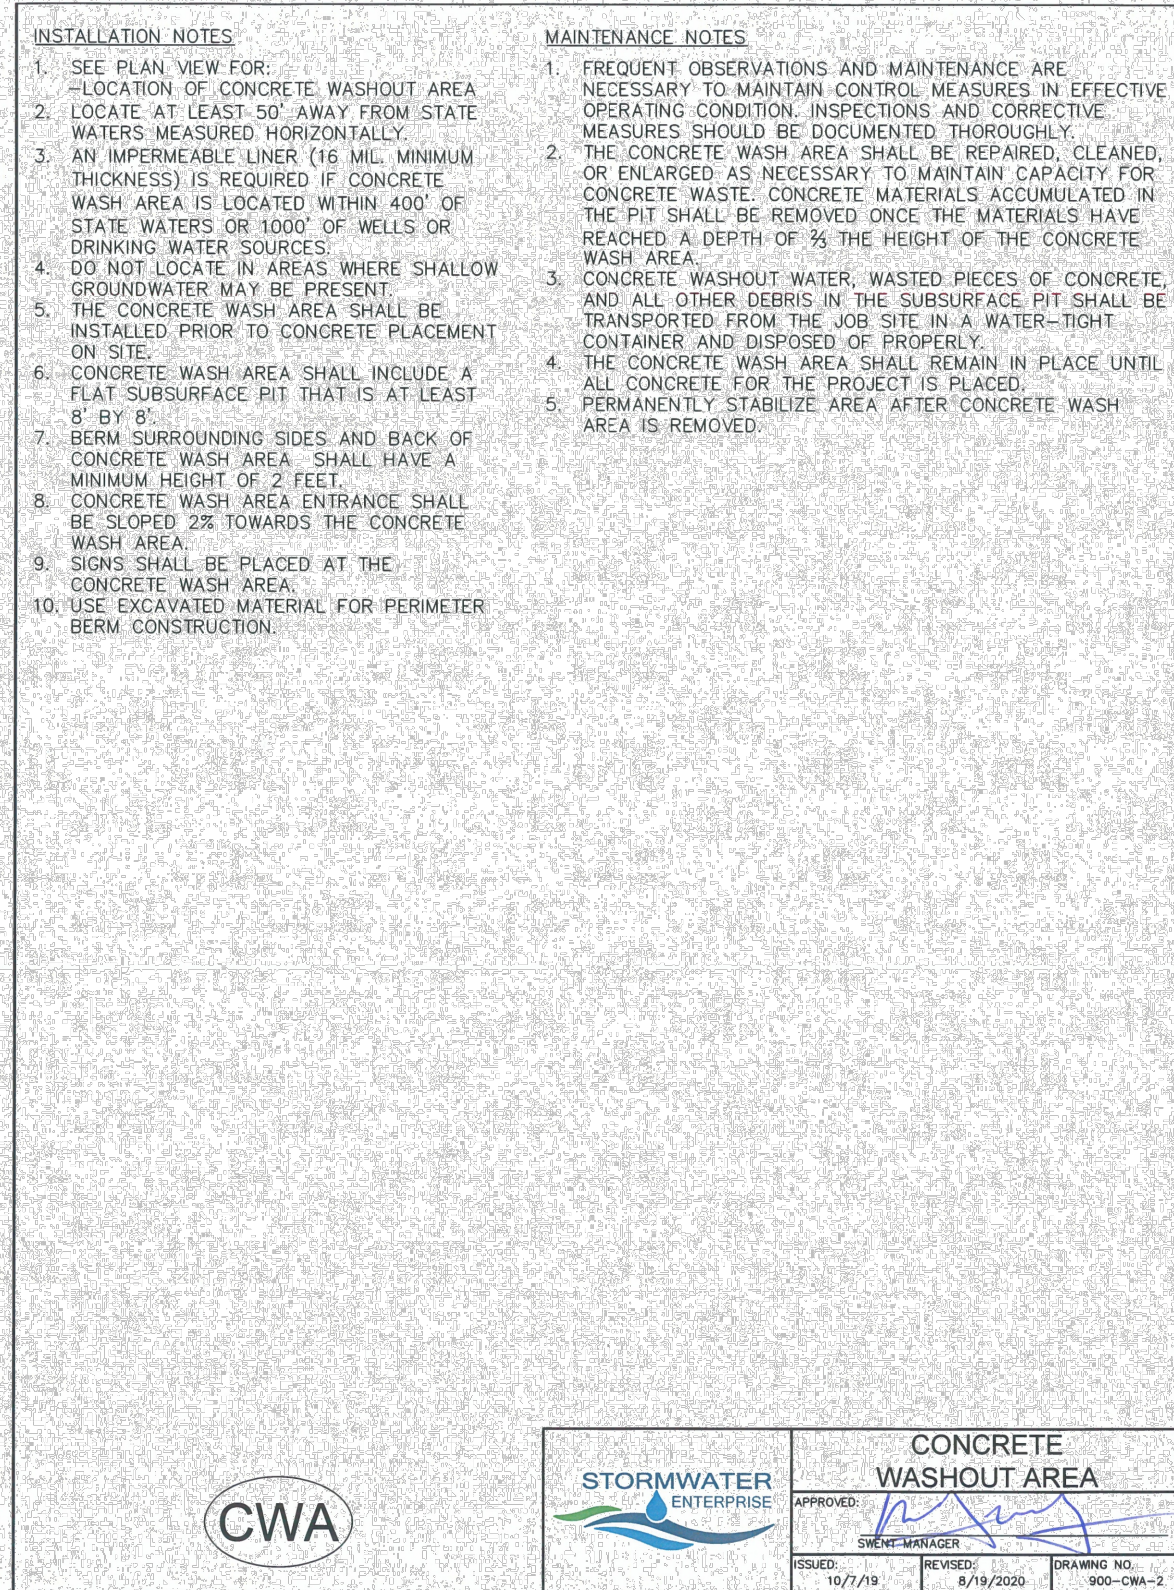 INSTALLATION NOTES
1. SEE PLAN VIEW FOR:
-LOCATION OF CONCRETE WASHOUT AREA
2. LOCATE AT LEAST 50' AWAY FROM STATE
WATERS MEASURED HORIZONTALLY.
3. AN IMPERMEABLE LINER (16 MIL. MINIMUM
THICKNESS) IS REQUIRED IF CONCRETE
WASH AREA IS LOCATED WITHIN 400' OF
STATE WATERS OR 1000' OF WELLS OR
DRINKING WATER SOURCES.
4. DO NOT LOCATE IN AREAS WHERE SHALLOW
GROUNDWATER MAY BE PRESENT.
5. THE CONCRETE WASH AREA SHALL BE
INSTALLED PRIOR TO CONCRETE PLACEMENT
ON SITE.
6. CONCRETE WASH AREA SHALL INCLUDE A
FLAT SUBSURFACE PIT THAT IS AT LEAST
8' BY 8'.
7. BERM SURROUNDING SIDES AND BACK OF
CONCRETE WASH AREA SHALL HAVE A
MINIMUM HEIGHT OF 2 FEET.
8. CONCRETE WASH AREA ENTRANCE SHALL
BE SLOPED 2% TOWARDS THE CONCRETE
WASH AREA.
9. SIGNS SHALL BE PLACED AT THE
CONCRETE WASH AREA.
10. USE EXCAVATED MATERIAL FOR PERIMETER
BERM CONSTRUCTION.
MAINTENANCE NOTES
1. FREQUENT OBSERVATIONS AND MAINTENANCE ARE
NECESSARY TO MAINTAIN CONTROL MEASURES IN EFFECTIVE
OPERATING CONDITION. INSPECTIONS AND CORRECTIVE
MEASURES SHOULD BE DOCUMENTED THOROUGHLY.
2. THE CONCRETE WASH AREA SHALL BE REPAIRED, CLEANED,
OR ENLARGED AS NECESSARY TO MAINTAIN CAPACITY FOR
CONCRETE WASTE. CONCRETE MATERIALS ACCUMULATED IN
THE PIT SHALL BE REMOVED ONCE THE MATERIALS HAVE
REACHED A DEPTH OF ⅔ THE HEIGHT OF THE CONCRETE
WASH AREA.
3. CONCRETE WASHOUT WATER, WASTED PIECES OF CONCRETE,
AND ALL OTHER DEBRIS IN THE SUBSURFACE PIT SHALL BE
TRANSPORTED FROM THE JOB SITE IN A WATER-TIGHT
CONTAINER AND DISPOSED OF PROPERLY.
4. THE CONCRETE WASH AREA SHALL REMAIN IN PLACE UNTIL
ALL CONCRETE FOR THE PROJECT IS PLACED.
5. PERMANENTLY STABILIZE AREA AFTER CONCRETE WASH
AREA IS REMOVED.
CWA
STORMWATER
ENTERPRISE
CONCRETE
WASHOUT AREA
APPROVED:
SWENT MANAGER
ISSUED:
10/7/19
REVISED:
8/19/2020
DRAWING NO.
900-CWA-2